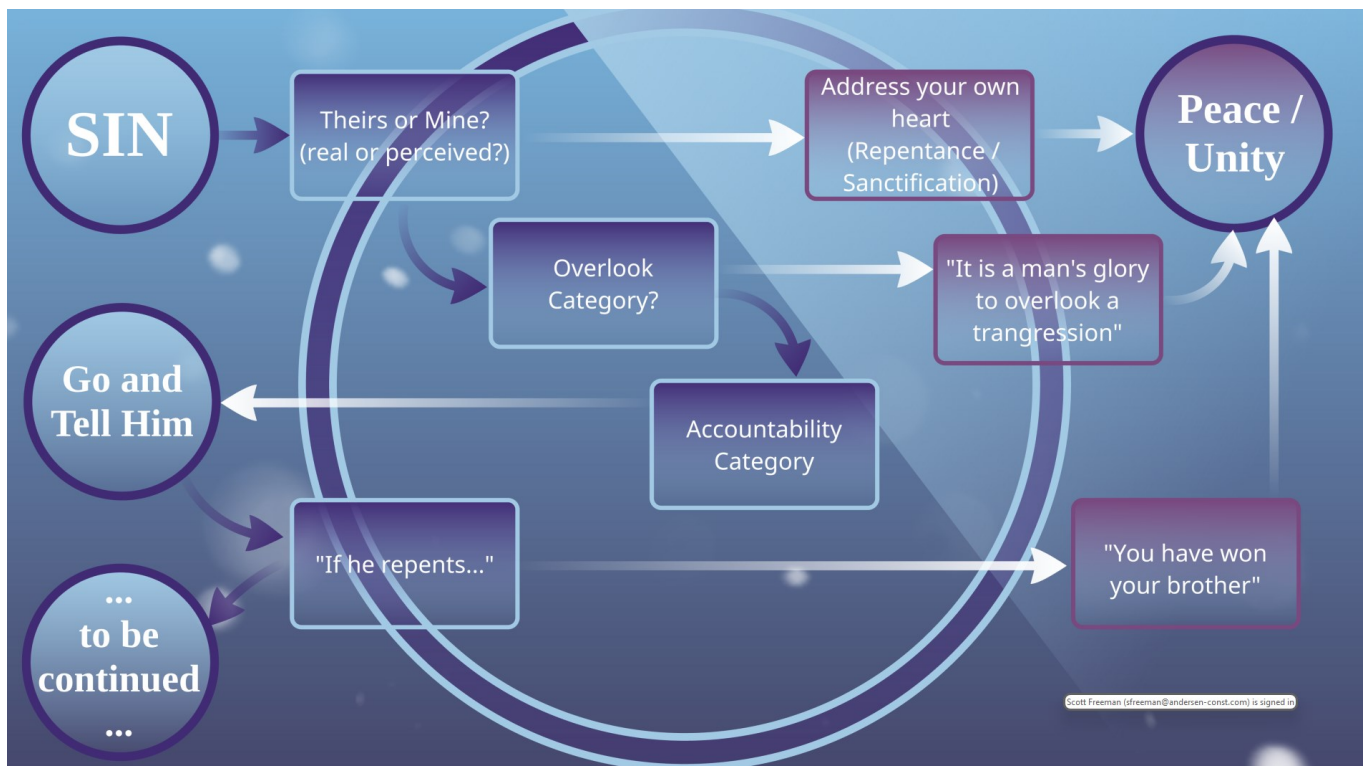 SIN
Theirs or Mine?
(real or perceived?)
Address your own
heart
(Repentance /
Sanctification)
Peace /
Unity
Overlook
Category?
"It is a man's glory
to overlook a
trangression"
Go and
Tell Him
Accountability
Category
"If he repents..."
"You have won
your brother"
...
to be
continued
...
Scott Freeman (sfreeman@andersen-const.com) is signed in